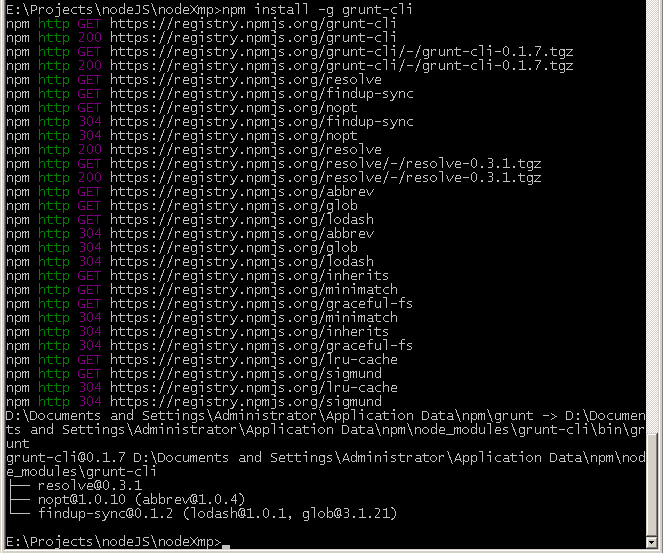 E:\Projects\nodeJS\nodeXmp>npm install -g grunt-cli
npm http GET https://registry.npmjs.org/grunt-cli
npm http 200 https://registry.npmjs.org/grunt-cli
npm http GET https://registry.npmjs.org/grunt-cli/-/grunt-cli-0.1.7.tgz
npm http 200 https://registry.npmjs.org/grunt-cli/-/grunt-cli-0.1.7.tgz
npm http GET https://registry.npmjs.org/resolve
npm http GET https://registry.npmjs.org/findup-sync
npm http GET https://registry.npmjs.org/nopt
npm http 304 https://registry.npmjs.org/findup-sync
npm http 304 https://registry.npmjs.org/nopt
npm http 200 https://registry.npmjs.org/resolve
npm http GET https://registry.npmjs.org/resolve/-/resolve-0.3.1.tgz
npm http 200 https://registry.npmjs.org/resolve/-/resolve-0.3.1.tgz
npm http GET https://registry.npmjs.org/abbrev
npm http GET https://registry.npmjs.org/glob
npm http GET https://registry.npmjs.org/lodash
npm http 304 https://registry.npmjs.org/abbrev
npm http 304 https://registry.npmjs.org/glob
npm http 304 https://registry.npmjs.org/lodash
npm http GET https://registry.npmjs.org/inherits
npm http GET https://registry.npmjs.org/minimatch
npm http GET https://registry.npmjs.org/graceful-fs
npm http 304 https://registry.npmjs.org/minimatch
npm http 304 https://registry.npmjs.org/inherits
npm http 304 https://registry.npmjs.org/graceful-fs
npm http GET https://registry.npmjs.org/lru-cache
npm http GET https://registry.npmjs.org/sigmund
npm http 304 https://registry.npmjs.org/lru-cache
npm http 304 https://registry.npmjs.org/sigmund
D:\Documents and Settings\Administrator\Application Data\npm\grunt -> D:\Documen
ts and Settings\Administrator\Application Data\npm\node_modules\grunt-cli\bin\gr
unt
grunt-cli@0.1.7 D:\Documents and Settings\Administrator\Application Data\npm\nod
e_modules\grunt-cli
├── resolve@0.3.1
├── nopt@1.0.10 (abbrev@1.0.4)
└── findup-sync@0.1.2 (lodash@1.0.1, glob@3.1.21)
E:\Projects\nodeJS\nodeXmp>_